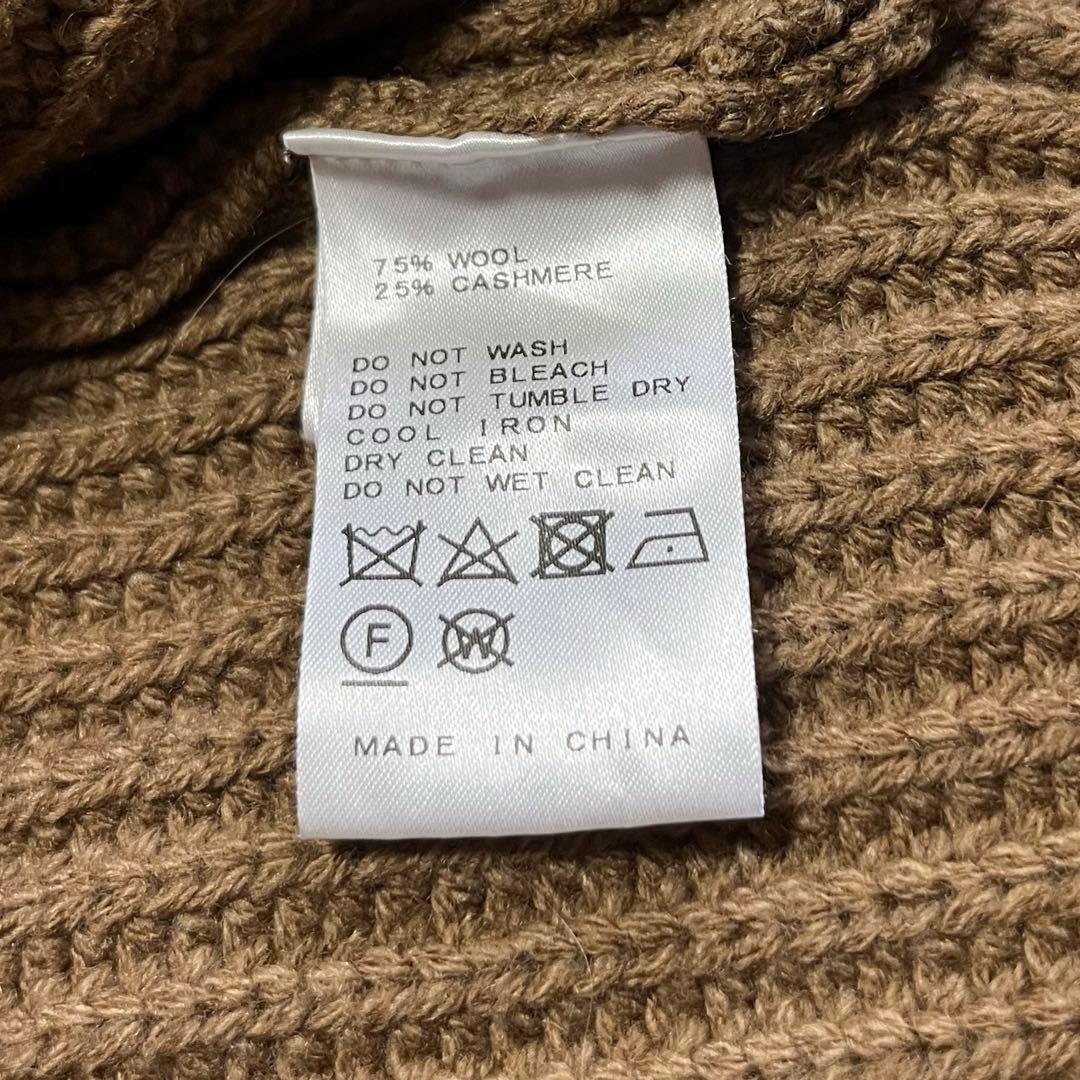 75% WOOL
25% CASHMERE
DO NOT WASH
DO NOT BLEACH
DO NOT TUMBLE DRY
COOL IRON
DRY CLEAN
DO NOT WET CLEAN
F W
MADE IN CHINA